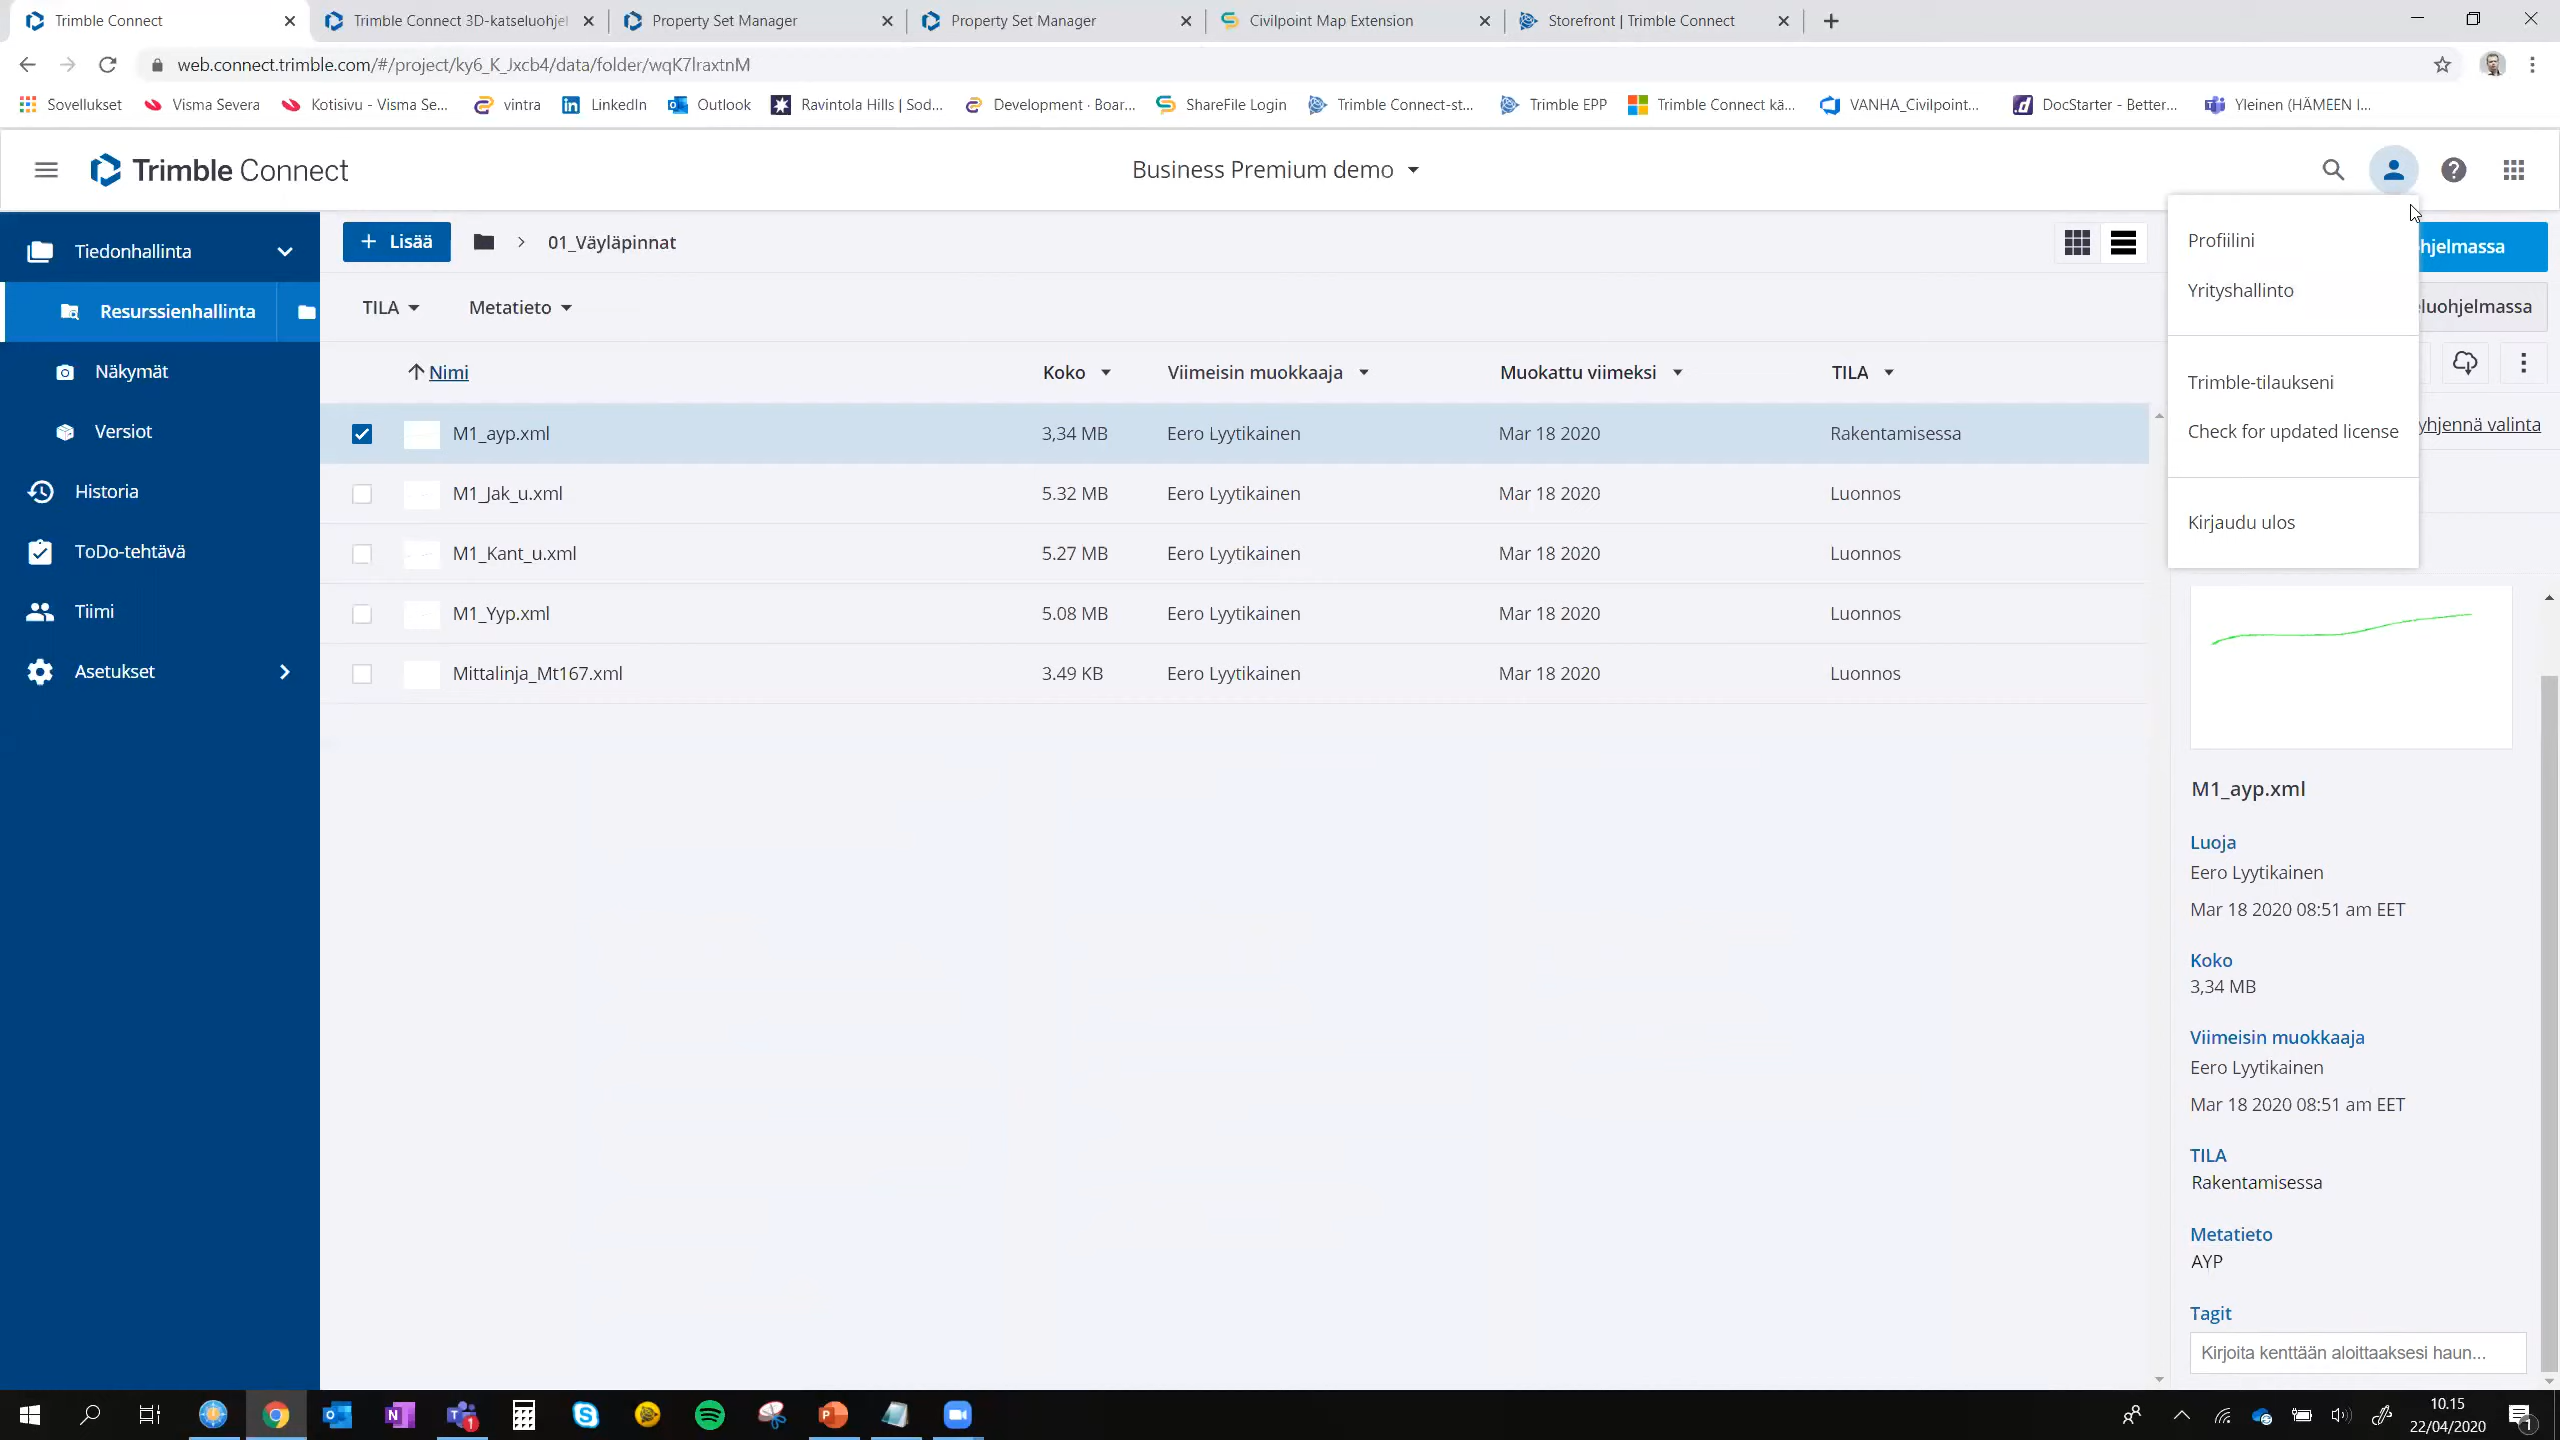 Trimble Connect
Trimble Connect 3D-katseluohjel
Property Set Manager
Property Set Manager
Civilpoint Map Extension
Storefront | Trimble Connect
web.connect.trimble.com/#/project/ky6_K_Jxcb4/data/folder/wqK7lraxtnM
Sovellukset
Visma Severa
Kotisivu - Visma Se...
vintra
LinkedIn
Outlook
Ravintola Hills | Sod...
Development · Boar...
ShareFile Login
Trimble Connect-st...
Trimble EPP
Trimble Connect kä...
VANHA_Civilpoint...
DocStarter - Better...
Yleinen (HÄMEEN I...
Trimble Connect
Business Premium demo
Tiedonhallinta
Resurssienhallinta
Näkymät
Versiot
Historia
ToDo-tehtävä
Tiimi
Asetukset
+ Lisää
> 01_Väyläpinnat
TILA
Metatieto
Nimi
Koko
Viimeisin muokkaaja
Muokattu viimeksi
TILA
M1_ayp.xml 3,34 MB Eero Lyytikainen Mar 18 2020 Rakentamisessa
M1_Jak_u.xml 5.32 MB Eero Lyytikainen Mar 18 2020 Luonnos
M1_Kant_u.xml 5.27 MB Eero Lyytikainen Mar 18 2020 Luonnos
M1_Yyp.xml 5.08 MB Eero Lyytikainen Mar 18 2020 Luonnos
Mittalinja_Mt167.xml 3.49 KB Eero Lyytikainen Mar 18 2020 Luonnos
Profiilini
Yrityshallinto
Trimble-tilaukseni
Check for updated license
Kirjaudu ulos
hjelmassa
eluohjelmassa
yhjennä valinta
M1_ayp.xml
Luoja
Eero Lyytikainen
Mar 18 2020 08:51 am EET
Koko
3,34 MB
Viimeisin muokkaaja
Eero Lyytikainen
Mar 18 2020 08:51 am EET
TILA
Rakentamisessa
Metatieto
AYP
Tagit
Kirjoita kenttään aloittaaksesi haun...
10.15
22/04/2020
1
1